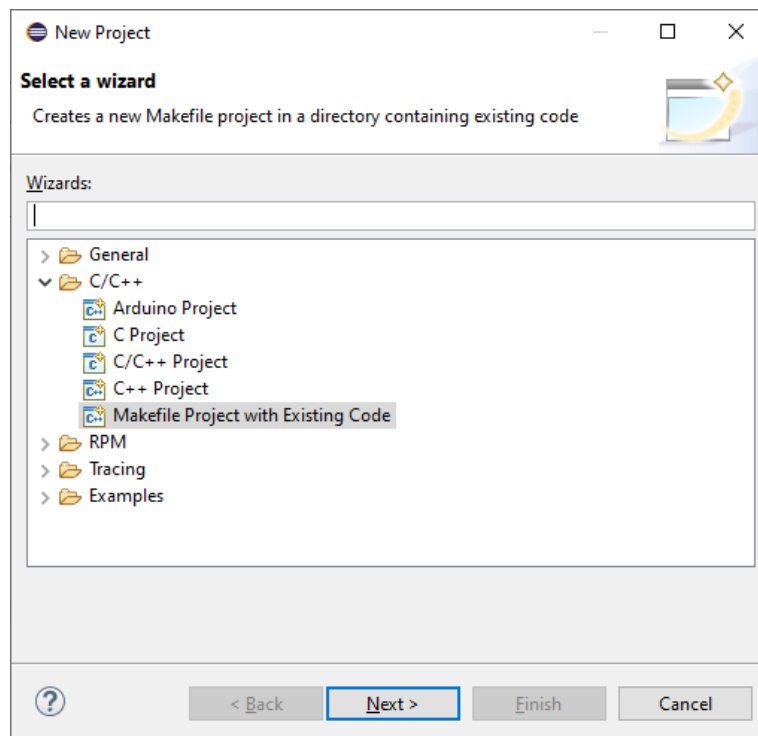 New Project
Select a wizard
Creates a new Makefile project in a directory containing existing code
Wizards:
General
C/C++
Arduino Project
C Project
C/C++ Project
C++ Project
Makefile Project with Existing Code
RPM
Tracing
Examples
? < Back Next > Finish Cancel